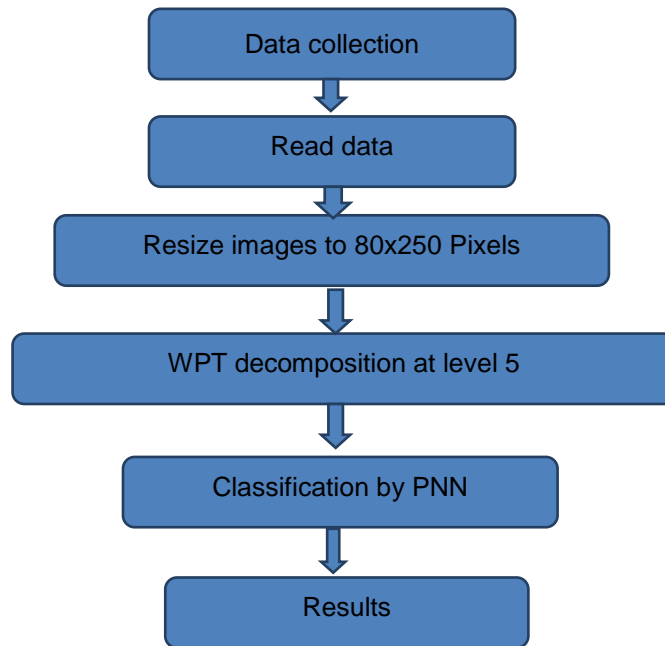 Data collection
Read data
Resize images to 80x250 Pixels
WPT decomposition at level 5
Classification by PNN
Results